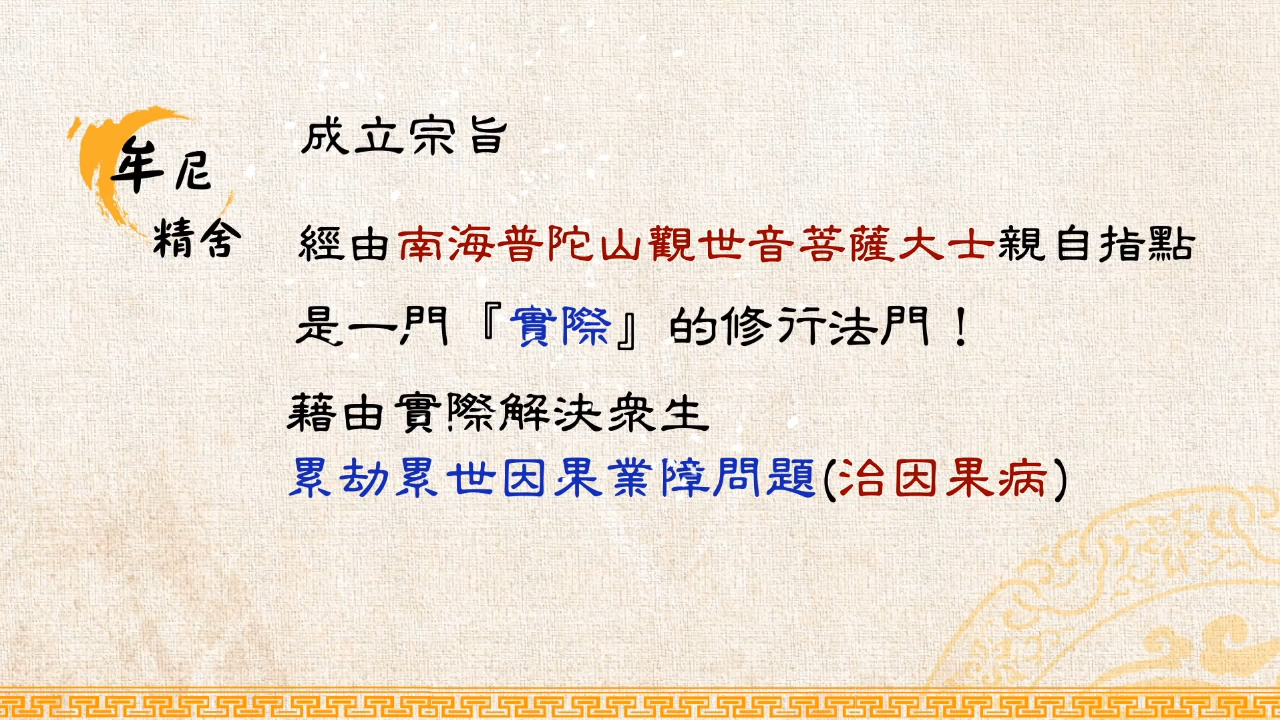 牟尼
精舍
成立宗旨
經由南海普陀山觀世音菩薩大士親自指點
是一門『實際』的修行法門！
藉由實際解決衆生
累劫累世因果業障問題(治因果病)